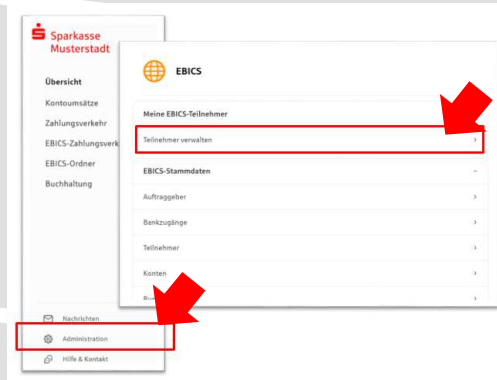 Sparkasse
Musterstadt
Übersicht
Kontoumsätze
Zahlungsverkehr
EBICS-Zahlungsverk
EBICS-Ordner
Buchhaltung
Nachrichten
Administration
Hilfe & Kontakt
EBICS
Meine EBICS-Teilnehmer
Teilnehmer verwalten
EBICS-Stammdaten
Auftraggeber
Bankzugänge
Teilnehmer
Konten